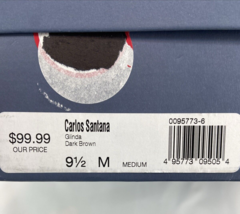 Carlos Santana
0095773-6
Glinda
Dark Brown
$99.99
OUR PRICE
9½ M MEDIUM
4 95773 09505 4